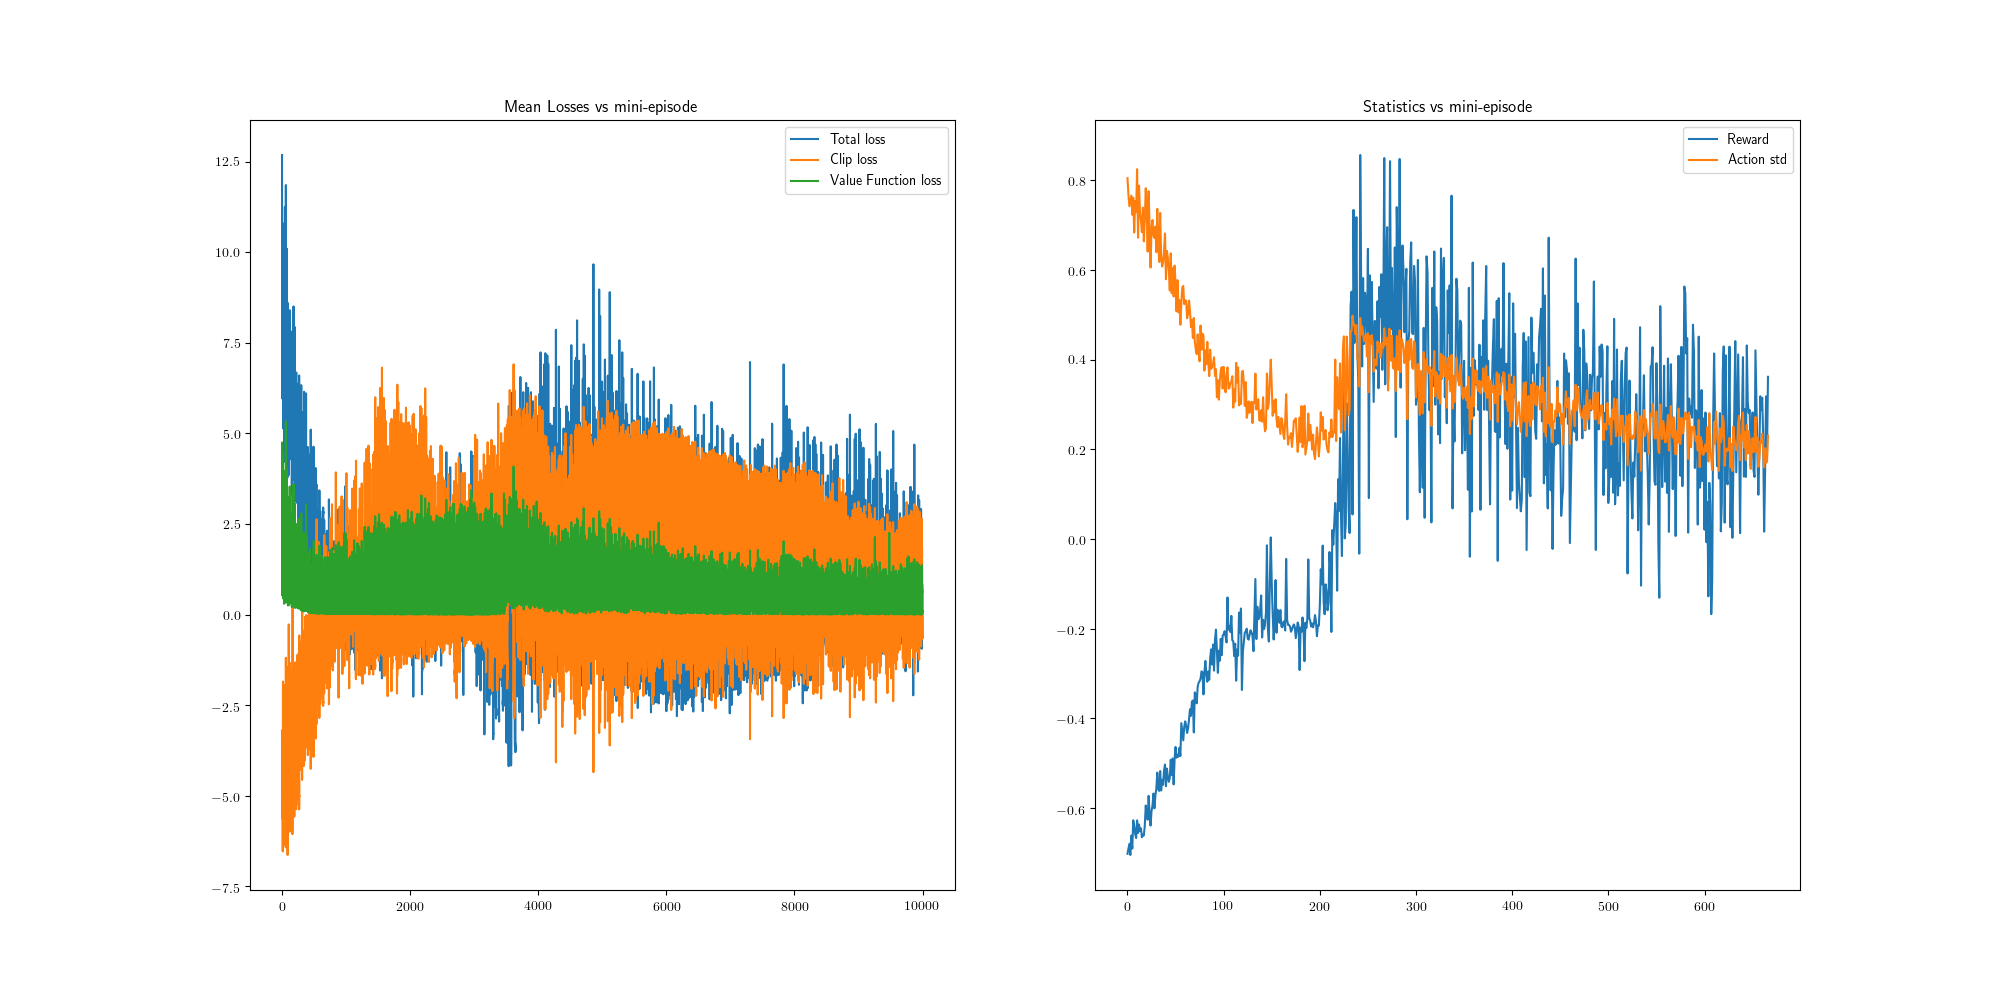 Mean Losses vs mini-episode
Total loss
Clip loss
Value Function loss
12.5
10.0
7.5
5.0
2.5
0.0
−2.5
−5.0
−7.5
0 2000 4000 6000 8000 10000
Statistics vs mini-episode
Reward
Action std
0.8
0.6
0.4
0.2
0.0
−0.2
−0.4
−0.6
0 100 200 300 400 500 600